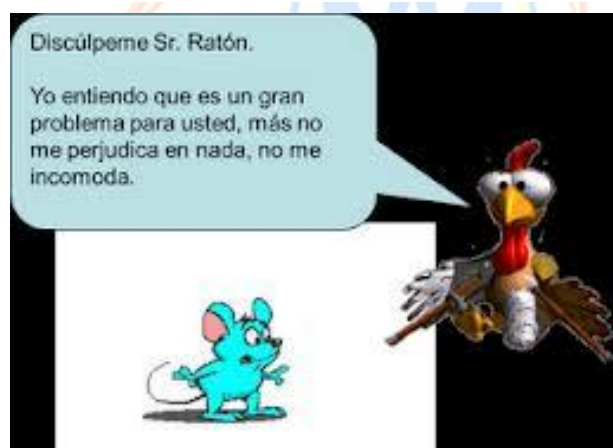 Discúlpeme Sr. Ratón.
Yo entiendo que es un gran
problema para usted, más no
me perjudica en nada, no me
incomoda.